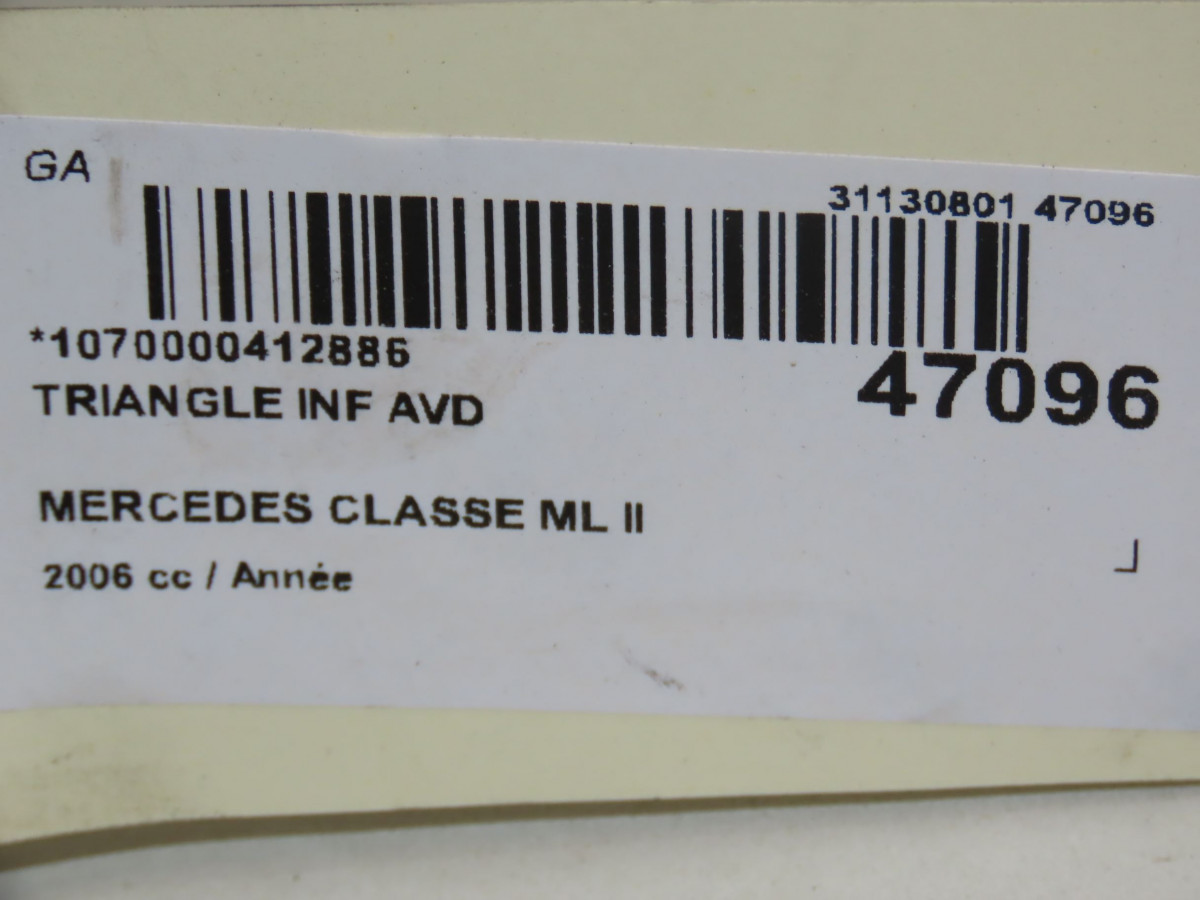 GA
31130801 47096
*1070000412886
47096
TRIANGLE INF AVD
MERCEDES CLASSE ML II
2006 cc / Année